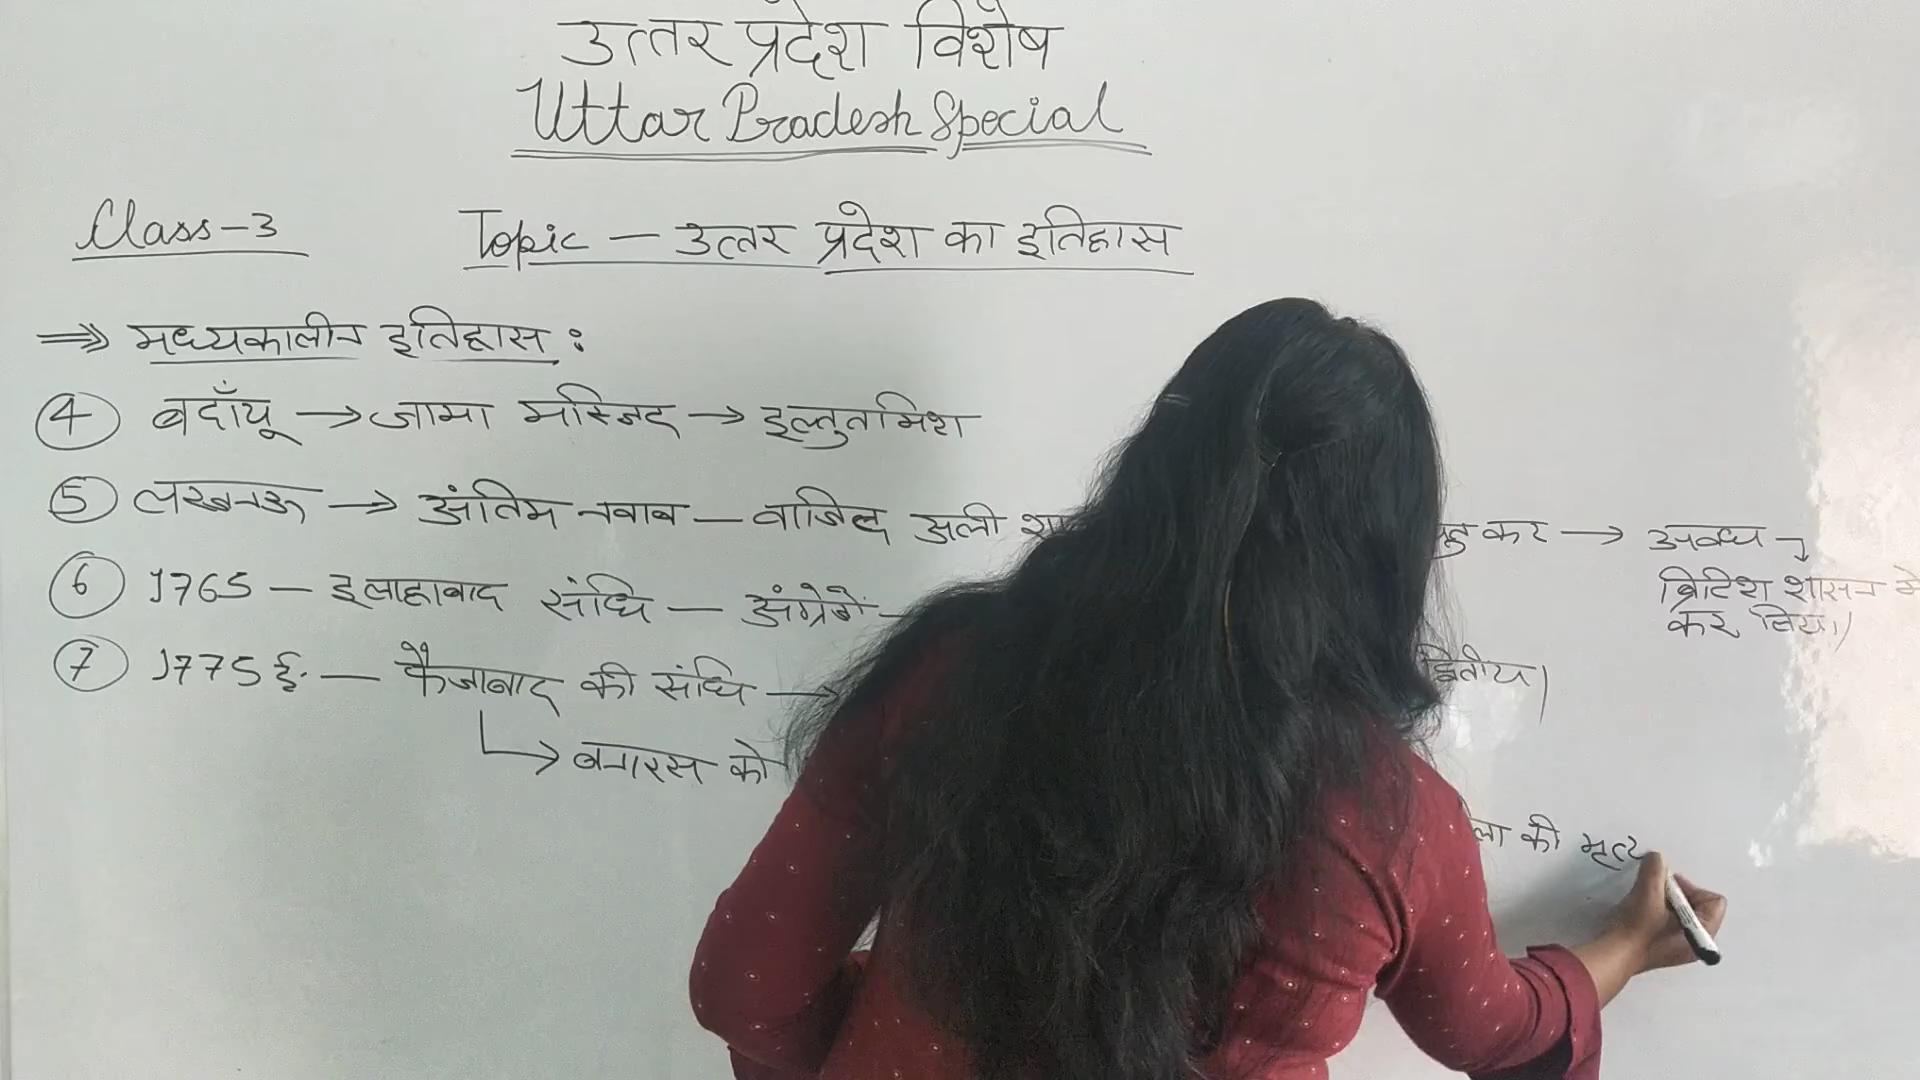 उत्तर प्रदेश विशेष
Uttar Pradesh Special
Class-3
Topic - उत्तर प्रदेश का इतिहास
⇒ मध्यकालीन इतिहास :
④ बदाँयू → जामा मस्जिद → इल्तुतमिश
⑤ लखनऊ → अंतिम नवाब - वाजिद अली कर → अवध
ब्रिटिश शासन में
कर लिया।
⑥ 1765 - इलाहाबाद संधि - अंग्रेजों -
⑦ 1775 ई. - फैजाबाद की संधि → द्वितीय।
↳ बनारस को
की मृत्य